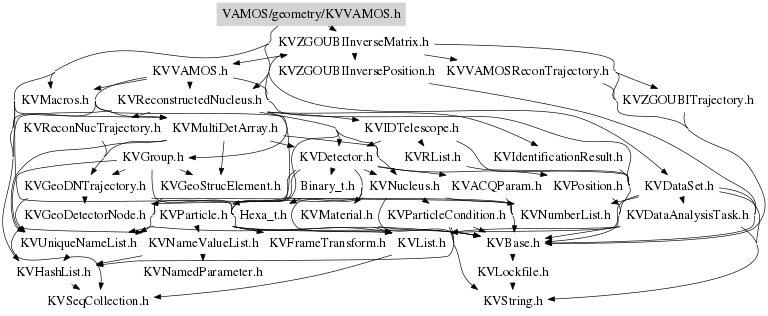 VAMOS/geometry/KVVAMOS.h
KVZGOUBIInverseMatrix.h
KVVAMOS.h
KVZGOUBIInversePosition.h
KVVAMOSReconTrajectory.h
KVMacros.h
KVReconstructedNucleus.h
KVZGOUBITrajectory.h
KVReconNucTrajectory.h
KVMultiDetArray.h
KVIDTelescope.h
KVGroup.h
KVDetector.h
KVRList.h
KVIdentificationResult.h
KVGeoDNTrajectory.h
KVGeoStrucElement.h
Binary_t.h
KVNucleus.h
KVACQParam.h
KVPosition.h
KVDataSet.h
KVGeoDetectorNode.h
KVParticle.h
Hexa_t.h
KVMaterial.h
KVParticleCondition.h
KVNumberList.h
KVDataAnalysisTask.h
KVUniqueNameList.h
KVNameValueList.h
KVFrameTransform.h
KVList.h
KVBase.h
KVHashList.h
KVNamedParameter.h
KVLockfile.h
KVSeqCollection.h
KVString.h